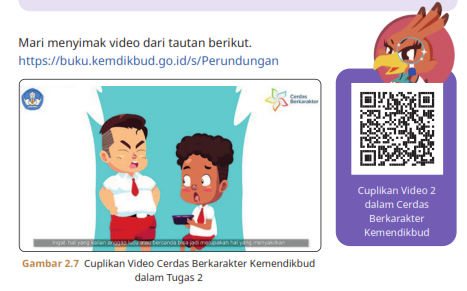 Mari menyimak video dari tautan berikut.
https://buku.kemdikbud.go.id/s/Perundungan
Cerdas
Berkarakter
Ingat, hal yang kalian anggap lucu atau bercanda bisa jadi merupakan hal yang menyakitkan
Gambar 2.7 Cuplikan Video Cerdas Berkarakter Kemendikbud
dalam Tugas 2
Cuplikan Video 2
dalam Cerdas
Berkarakter
Kemendikbud